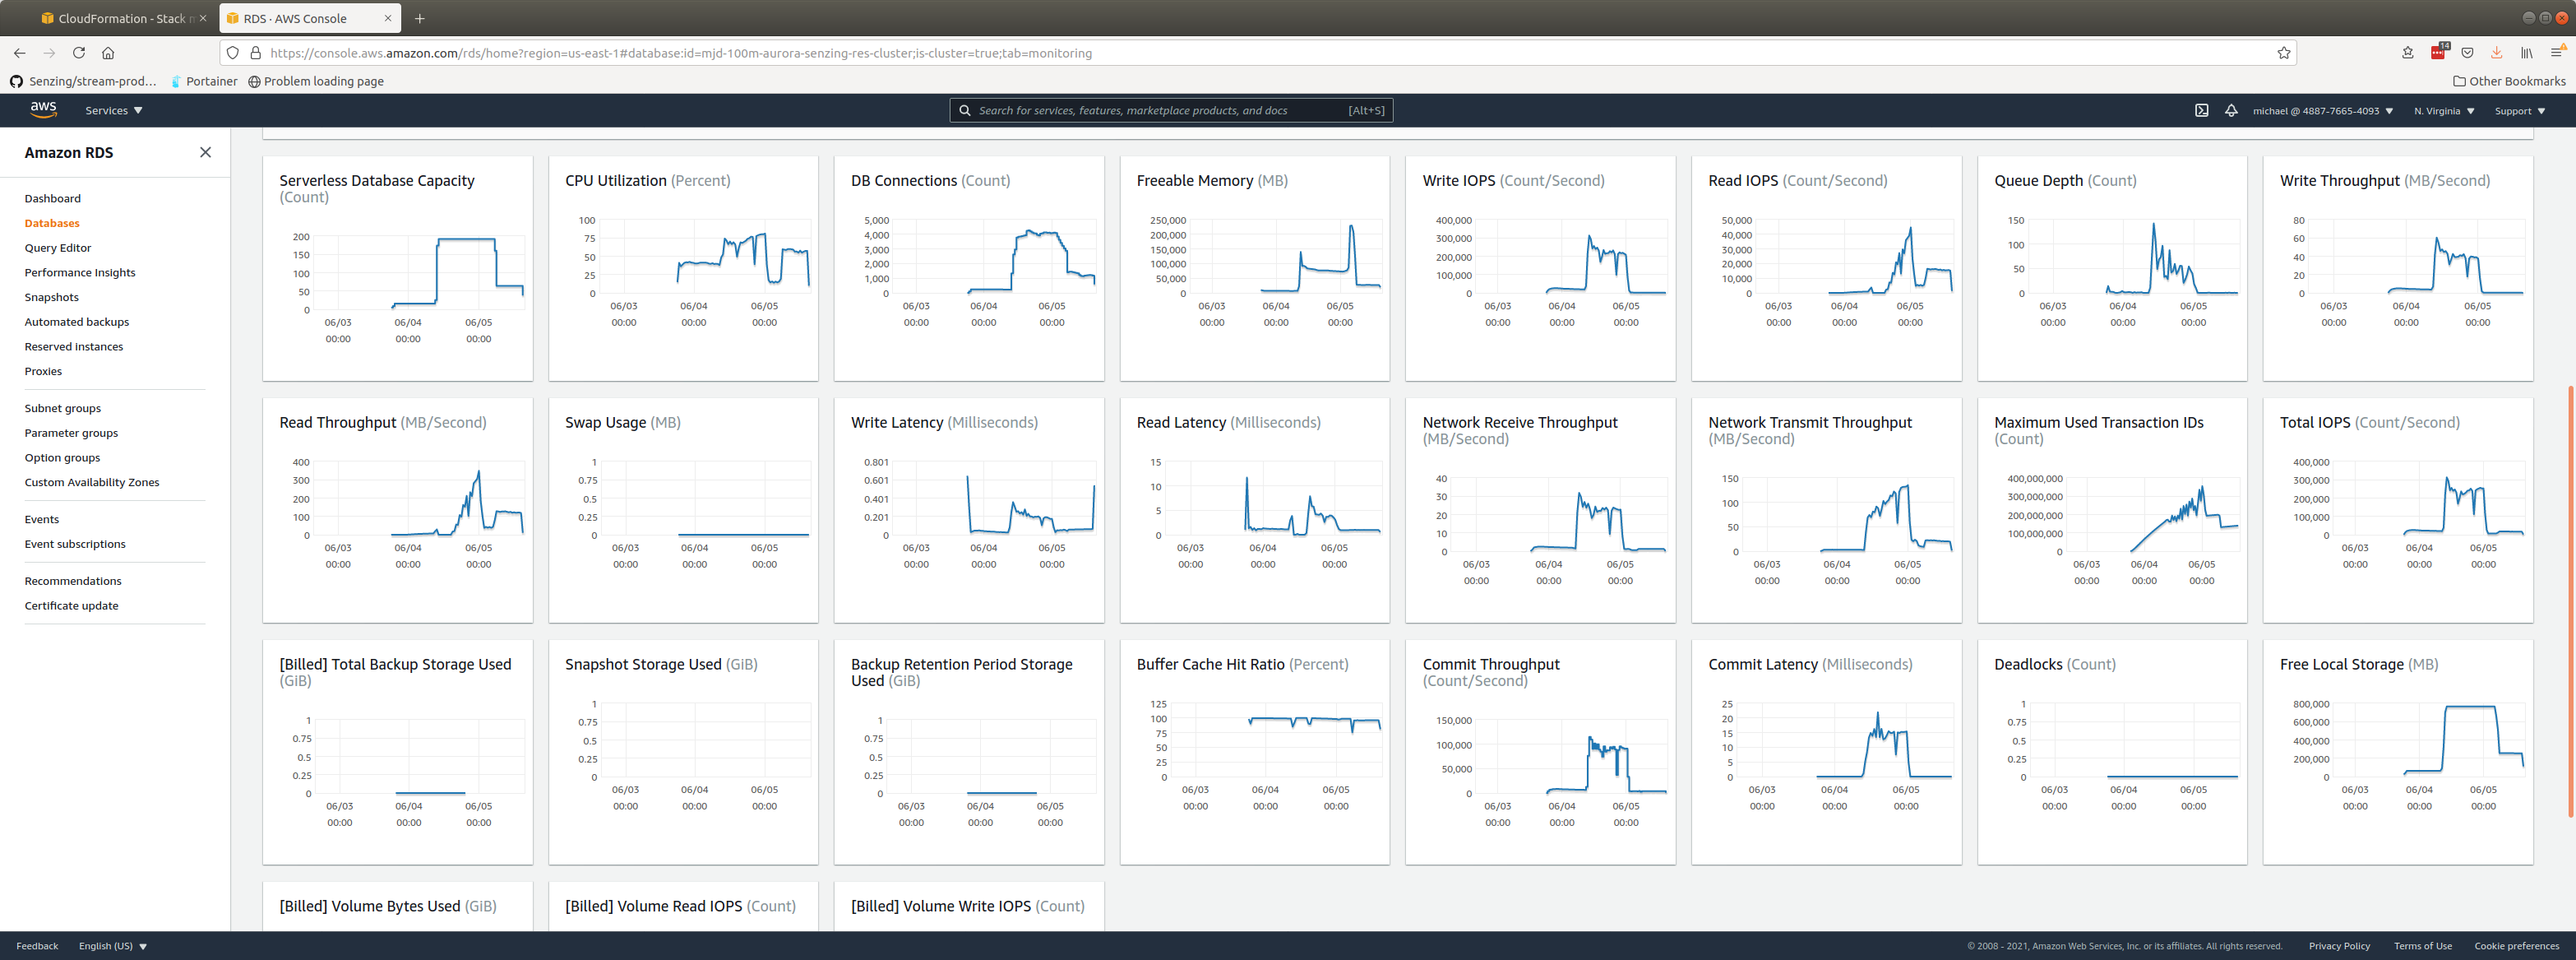 CloudFormation - Stack
RDS · AWS Console
https://console.aws.amazon.com/rds/home?region=us-east-1#database:id=mjd-100m-aurora-senzing-res-cluster;is-cluster=true;tab=monitoring
14
Senzing/stream-prod...
Portainer
Problem loading page
Other Bookmarks
aws
Services
Search for services, features, marketplace products, and docs
[Alt+S]
michael @ 4887-7665-4093
N. Virginia
Support
Amazon RDS
Dashboard
Databases
Query Editor
Performance Insights
Snapshots
Automated backups
Reserved instances
Proxies
Subnet groups
Parameter groups
Option groups
Custom Availability Zones
Events
Event subscriptions
Recommendations
Certificate update
Serverless Database Capacity
(Count)
200
150
100
50
0
06/03 06/04 06/05
00:00 00:00 00:00
CPU Utilization (Percent)
100
75
50
25
0
06/03 06/04 06/05
00:00 00:00 00:00
DB Connections (Count)
5,000
4,000
3,000
2,000
1,000
0
06/03 06/04 06/05
00:00 00:00 00:00
Freeable Memory (MB)
250,000
200,000
150,000
100,000
50,000
0
06/03 06/04 06/05
00:00 00:00 00:00
Write IOPS (Count/Second)
400,000
300,000
200,000
100,000
0
06/03 06/04 06/05
00:00 00:00 00:00
Read IOPS (Count/Second)
50,000
40,000
30,000
20,000
10,000
0
06/03 06/04 06/05
00:00 00:00 00:00
Queue Depth (Count)
150
100
50
0
06/03 06/04 06/05
00:00 00:00 00:00
Write Throughput (MB/Second)
80
60
40
20
0
06/03 06/04 06/05
00:00 00:00 00:00
Read Throughput (MB/Second)
400
300
200
100
0
06/03 06/04 06/05
00:00 00:00 00:00
Swap Usage (MB)
1
0.75
0.5
0.25
0
06/03 06/04 06/05
00:00 00:00 00:00
Write Latency (Milliseconds)
0.801
0.601
0.401
0.201
0
06/03 06/04 06/05
00:00 00:00 00:00
Read Latency (Milliseconds)
15
10
5
0
06/03 06/04 06/05
00:00 00:00 00:00
Network Receive Throughput
(MB/Second)
40
30
20
10
0
06/03 06/04 06/05
00:00 00:00 00:00
Network Transmit Throughput
(MB/Second)
150
100
50
0
06/03 06/04 06/05
00:00 00:00 00:00
Maximum Used Transaction IDs
(Count)
400,000,000
300,000,000
200,000,000
100,000,000
0
06/03 06/04 06/05
00:00 00:00 00:00
Total IOPS (Count/Second)
400,000
300,000
200,000
100,000
0
06/03 06/04 06/05
00:00 00:00 00:00
[Billed] Total Backup Storage Used
(GiB)
1
0.75
0.5
0.25
0
06/03 06/04 06/05
00:00 00:00 00:00
Snapshot Storage Used (GiB)
1
0.75
0.5
0.25
0
06/03 06/04 06/05
00:00 00:00 00:00
Backup Retention Period Storage
Used (GiB)
1
0.75
0.5
0.25
0
06/03 06/04 06/05
00:00 00:00 00:00
Buffer Cache Hit Ratio (Percent)
125
100
75
50
25
0
06/03 06/04 06/05
00:00 00:00 00:00
Commit Throughput
(Count/Second)
150,000
100,000
50,000
0
06/03 06/04 06/05
00:00 00:00 00:00
Commit Latency (Milliseconds)
25
20
15
10
5
0
06/03 06/04 06/05
00:00 00:00 00:00
Deadlocks (Count)
1
0.75
0.5
0.25
0
06/03 06/04 06/05
00:00 00:00 00:00
Free Local Storage (MB)
800,000
600,000
400,000
200,000
0
06/03 06/04 06/05
00:00 00:00 00:00
[Billed] Volume Bytes Used (GiB)
[Billed] Volume Read IOPS (Count)
[Billed] Volume Write IOPS (Count)
Feedback
English (US)
© 2008 - 2021, Amazon Web Services, Inc. or its affiliates. All rights reserved.
Privacy Policy
Terms of Use
Cookie preferences